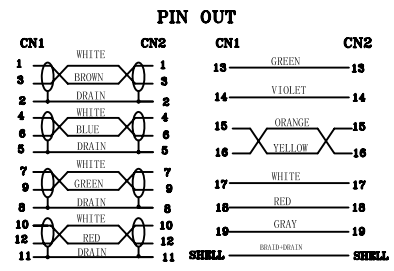 PIN OUT
CN1 CN2
1 WHITE 1
3 BROWN 3
2 DRAIN 2
4 WHITE 4
6 BLUE 6
5 DRAIN 5
7 WHITE 7
9 GREEN 9
8 DRAIN 8
10 WHITE 10
12 RED 12
11 DRAIN 11
CN1 CN2
13 GREEN 13
14 VIOLET 14
15 ORANGE 15
16 YELLOW 16
17 WHITE 17
18 RED 18
19 GRAY 19
SHELL BRAID+DRAIN SHELL